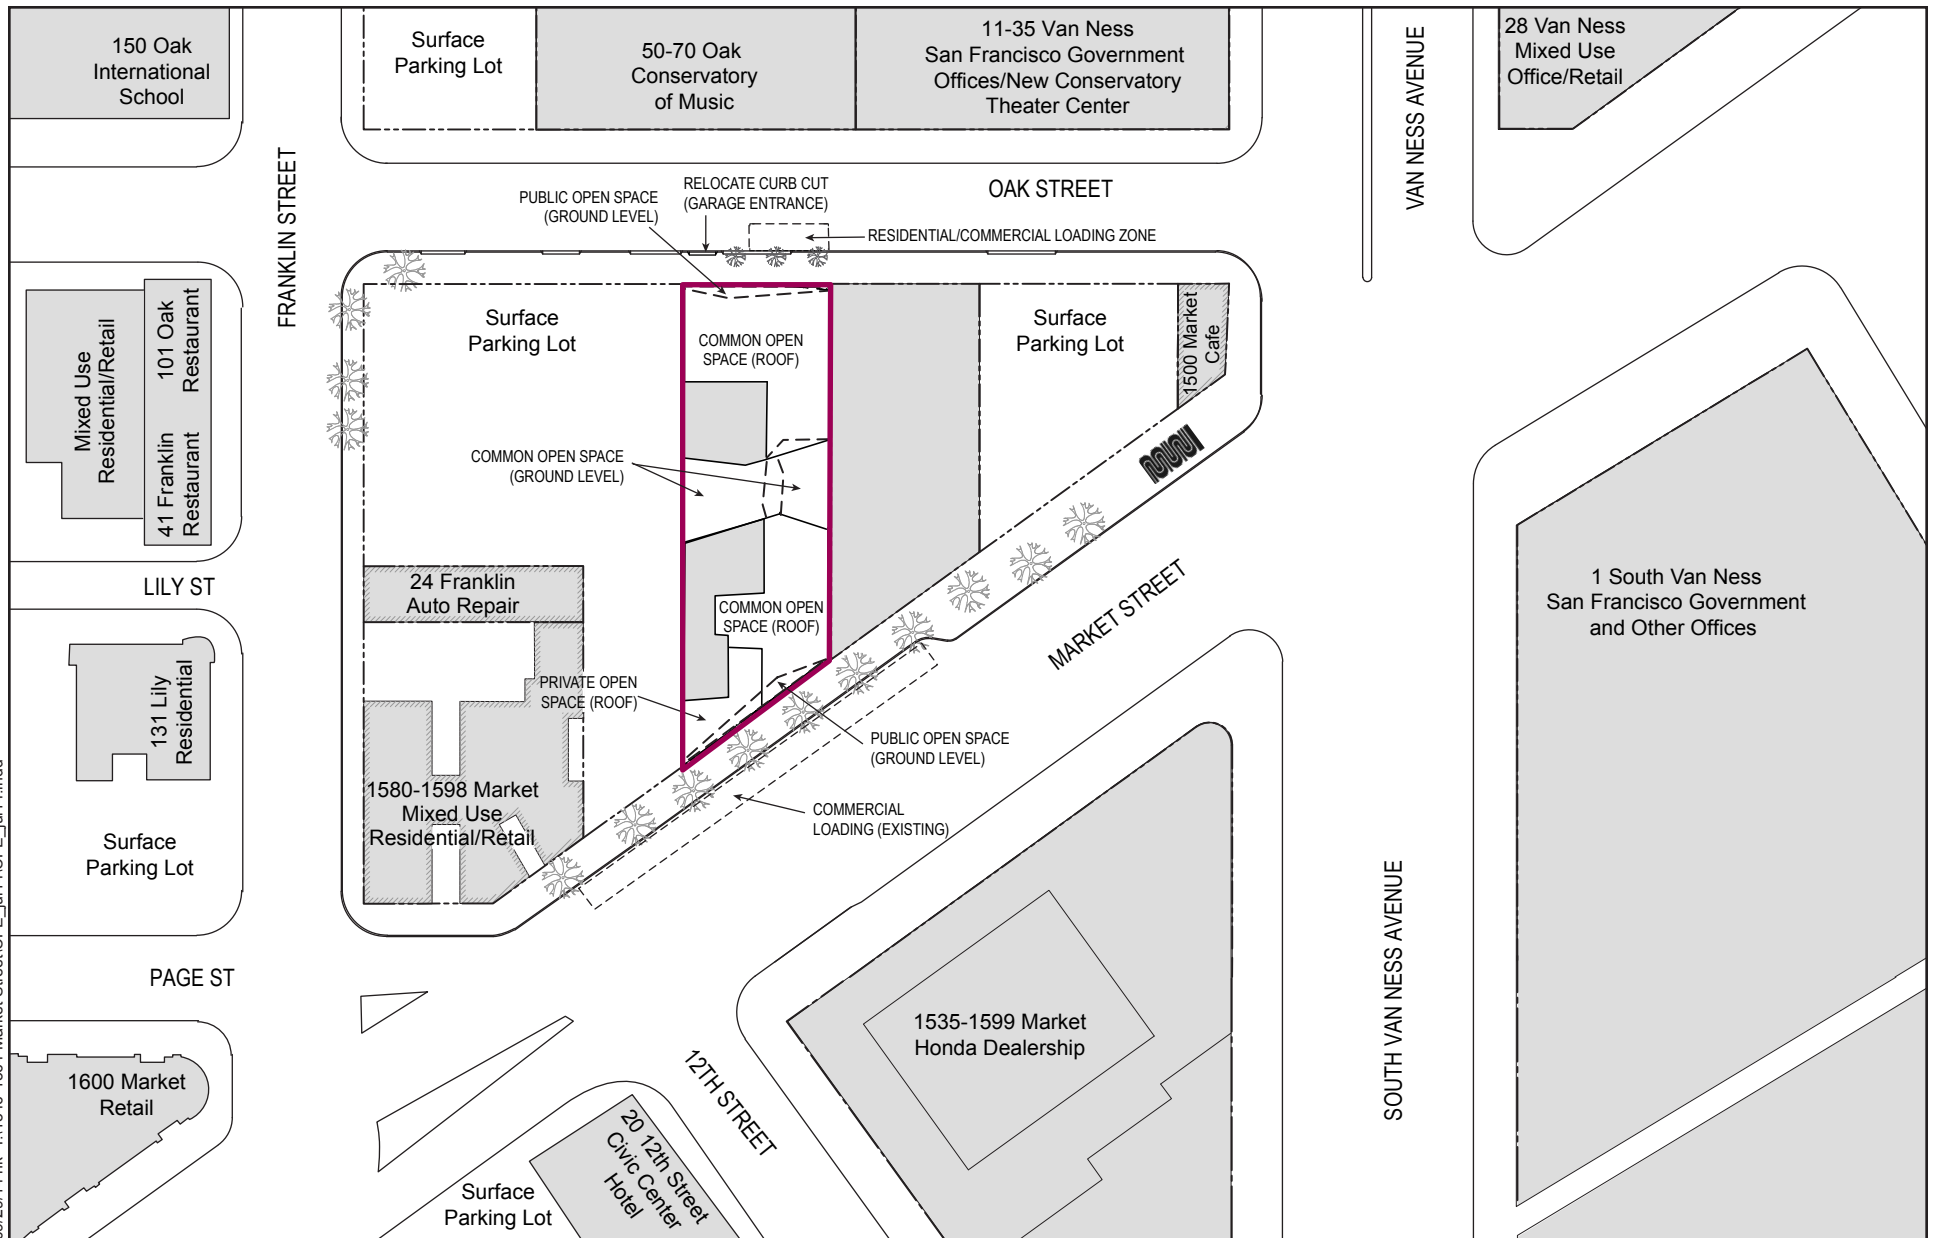 150 Oak
International
School
Surface
Parking Lot
50-70 Oak
Conservatory
of Music
11-35 Van Ness
San Francisco Government
Offices/New Conservatory
Theater Center
VAN NESS AVENUE
28 Van Ness
Mixed Use
Office/Retail
FRANKLIN STREET
PUBLIC OPEN SPACE
(GROUND LEVEL)
RELOCATE CURB CUT
(GARAGE ENTRANCE)
OAK STREET
RESIDENTIAL/COMMERCIAL LOADING ZONE
Mixed Use
Residential/Retail
101 Oak
Restaurant
41 Franklin
Restaurant
Surface
Parking Lot
COMMON OPEN
SPACE (ROOF)
Surface
Parking Lot
1500 Market
Cafe
COMMON OPEN SPACE
(GROUND LEVEL)
MUNI
LILY ST
24 Franklin
Auto Repair
COMMON OPEN
SPACE (ROOF)
MARKET STREET
1 South Van Ness
San Francisco Government
and Other Offices
131 Lily
Residential
PRIVATE OPEN
SPACE (ROOF)
PUBLIC OPEN SPACE
(GROUND LEVEL)
1580-1598 Market
Mixed Use
Residential/Retail
COMMERCIAL
LOADING (EXISTING)
Surface
Parking Lot
SOUTH VAN NESS AVENUE
PAGE ST
1535-1599 Market
Honda Dealership
12TH STREET
1600 Market
Retail
20 12th Street
Civic Center
Hotel
Surface
Parking Lot